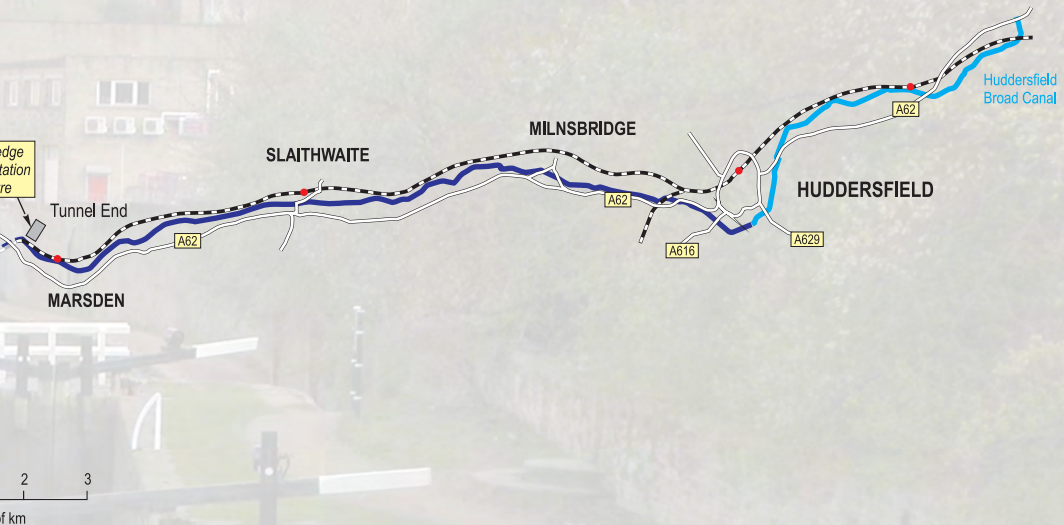 Huddersfield
Broad Canal
A62
MILNSBRIDGE
SLAITHWAITE
edge
tation
re
HUDDERSFIELD
A62
Tunnel End
A62
A629
A616
MARSDEN
2 3
of km